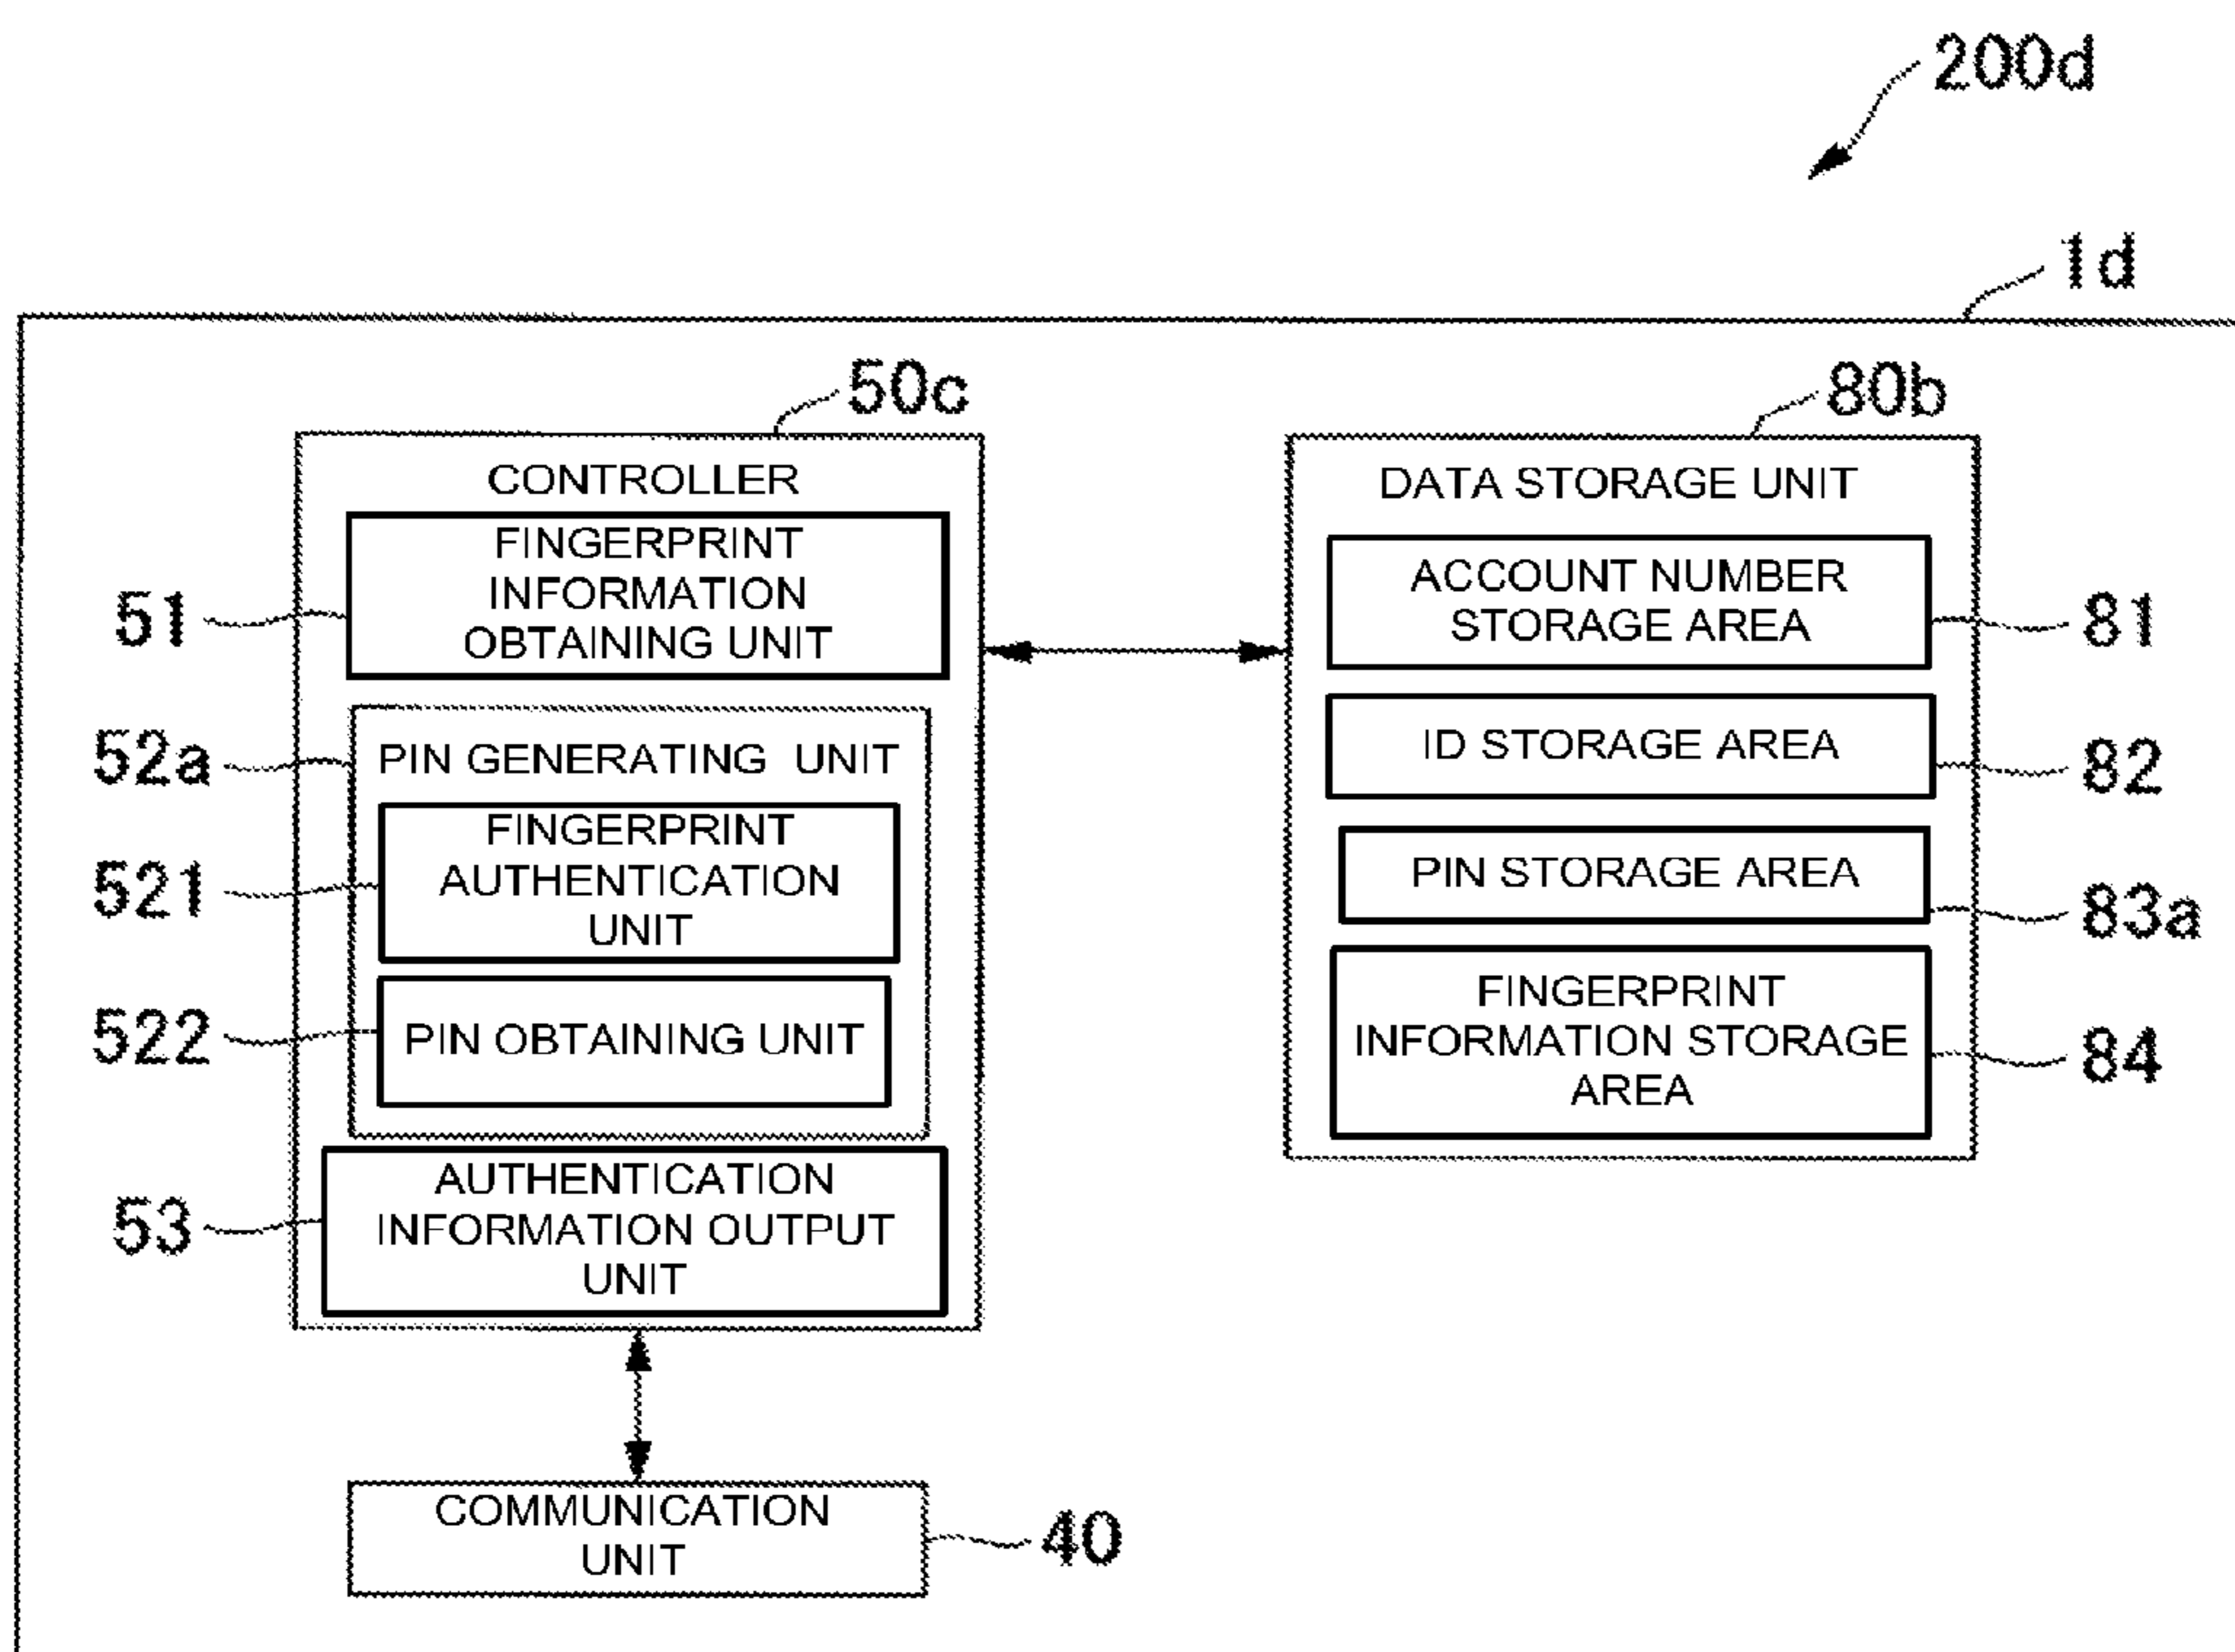 200d
1d
50c
CONTROLLER
FINGERPRINT
INFORMATION
OBTAINING UNIT
51
52a
PIN GENERATING UNIT
FINGERPRINT
AUTHENTICATION
UNIT
521
PIN OBTAINING UNIT
522
AUTHENTICATION
INFORMATION OUTPUT
UNIT
53
COMMUNICATION
UNIT
40
80b
DATA STORAGE UNIT
ACCOUNT NUMBER
STORAGE AREA
81
ID STORAGE AREA
82
PIN STORAGE AREA
83a
FINGERPRINT
INFORMATION STORAGE
AREA
84